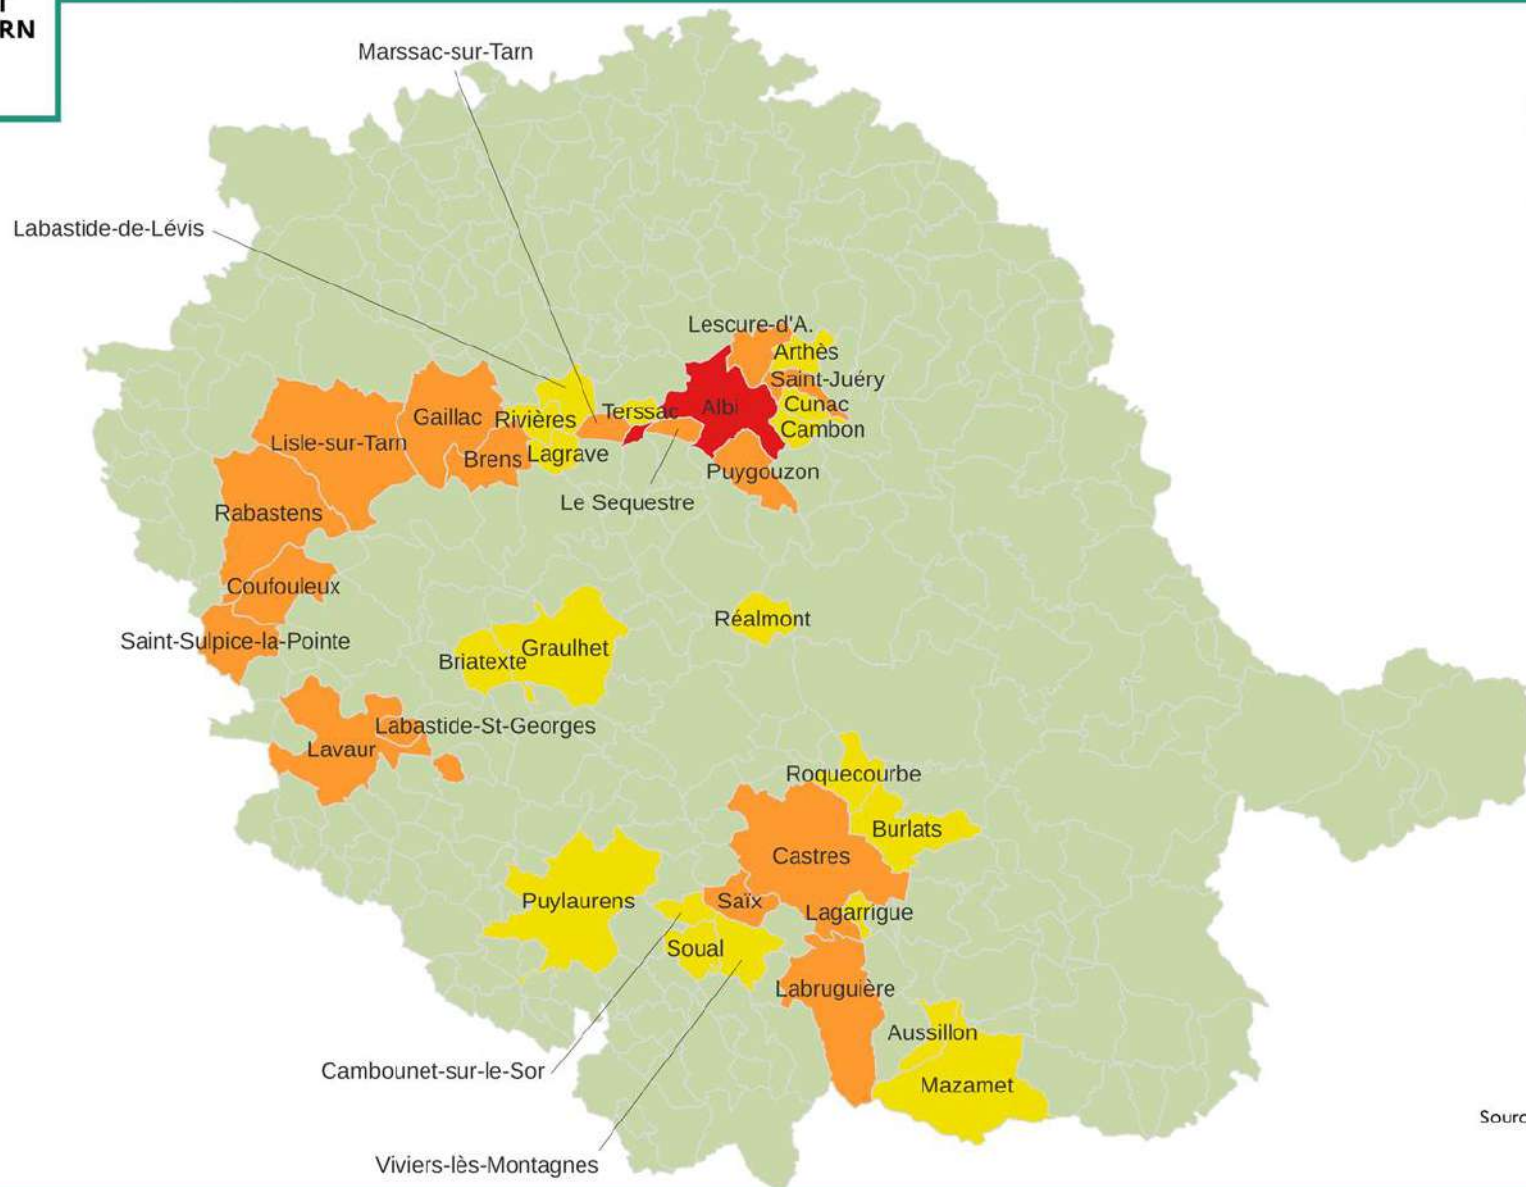 RN
Marssac-sur-Tarn
Labastide-de-Lévis
Lescure-d'A.
Arthès
Saint-Juéry
Cunac
Cambon
Albi
Terssac
Gaillac
Rivières
Lisle-sur-Tarn
Brens
Lagrave
Puygouzon
Le Sequestre
Rabastens
Coufouleux
Saint-Sulpice-la-Pointe
Réalmont
Graulhet
Briatexte
Labastide-St-Georges
Lavaur
Roquecourbe
Burlats
Castres
Puylaurens
Saïx
Lagarrigue
Soual
Labruguière
Aussillon
Cambounet-sur-le-Sor
Mazamet
Sourc
Viviers-lès-Montagnes